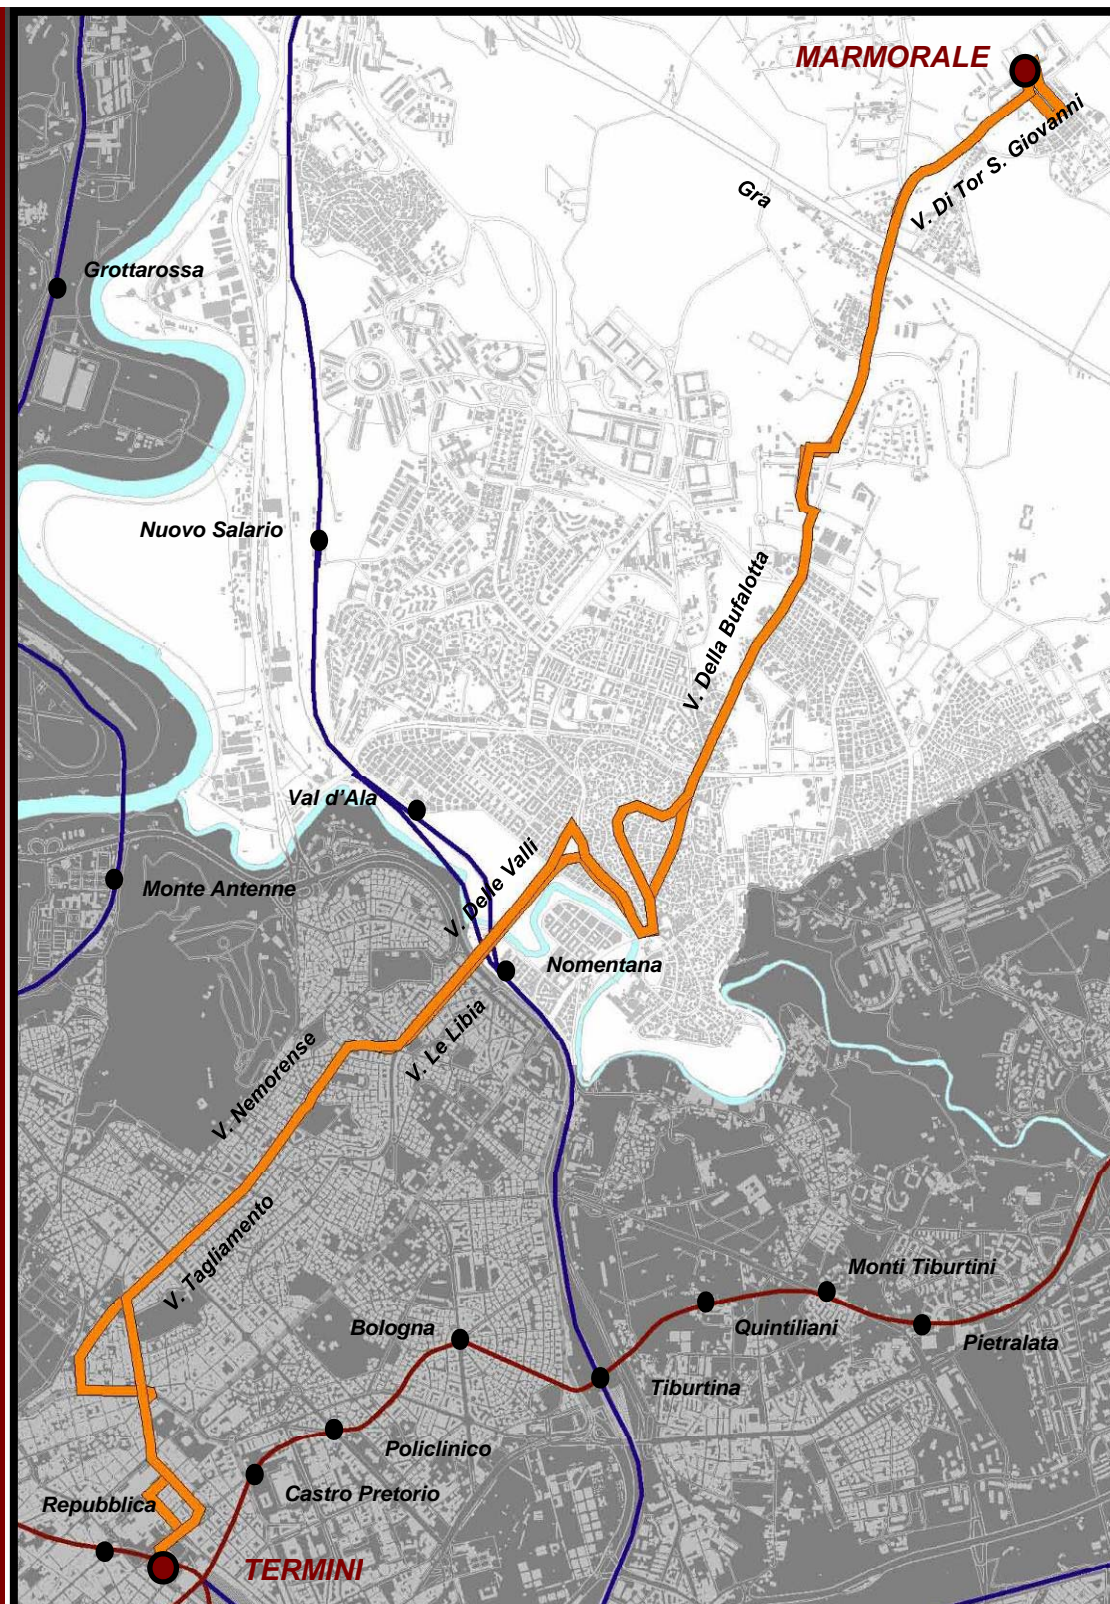 MARMORALE
V. Di Tor S. Giovanni
Gra
Grottarossa
Nuovo Salario
V. Della Bufalotta
Val d'Ala
V. Delle Valli
Monte Antenne
Nomentana
V. Le Libia
V. Nemorense
V. Tagliamento
Monti Tiburtini
Bologna
Quintiliani
Pietralata
Tiburtina
Policlinico
Castro Pretorio
Repubblica
TERMINI